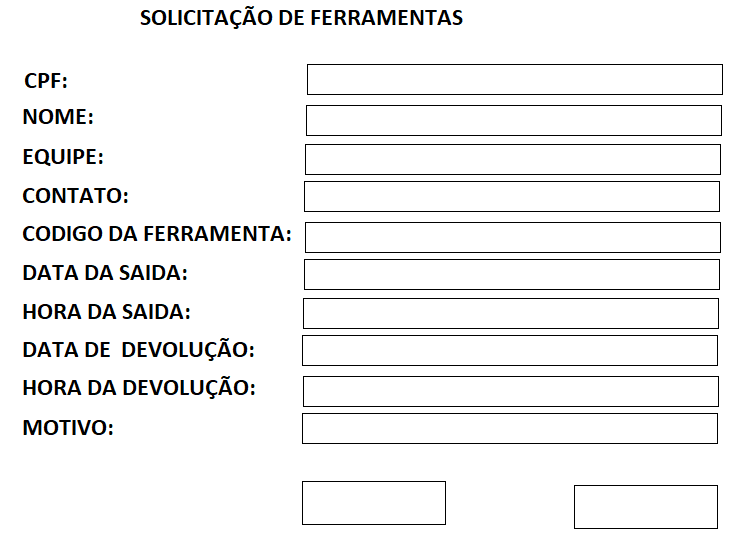 SOLICITAÇÃO DE FERRAMENTAS
CPF:
NOME:
EQUIPE:
CONTATO:
CODIGO DA FERRAMENTA:
DATA DA SAIDA:
HORA DA SAIDA:
DATA DE  DEVOLUÇÃO:
HORA DA DEVOLUÇÃO:
MOTIVO: